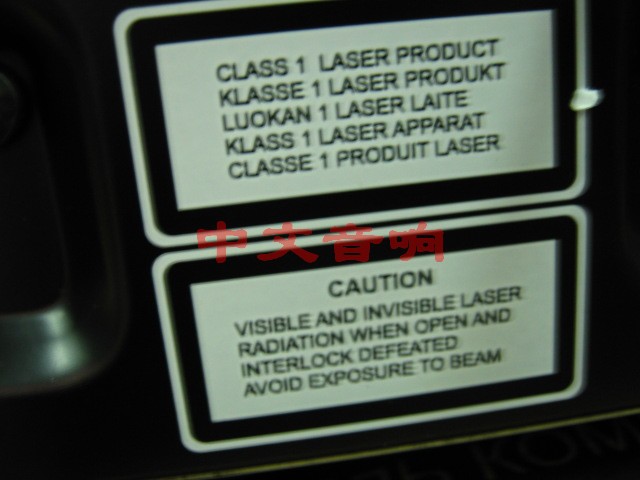 CLASS 1 LASER PRODUCT
KLASSE 1 LASER PRODUKT
LUOKAN 1 LASER LAITE
KLASS 1 LASER APPARAT
CLASSE 1 PRODUIT LASER
中文音响
CAUTION
VISIBLE AND INVISIBLE LASER
RADIATION WHEN OPEN AND
INTERLOCK DEFEATED
AVOID EXPOSURE TO BEAM